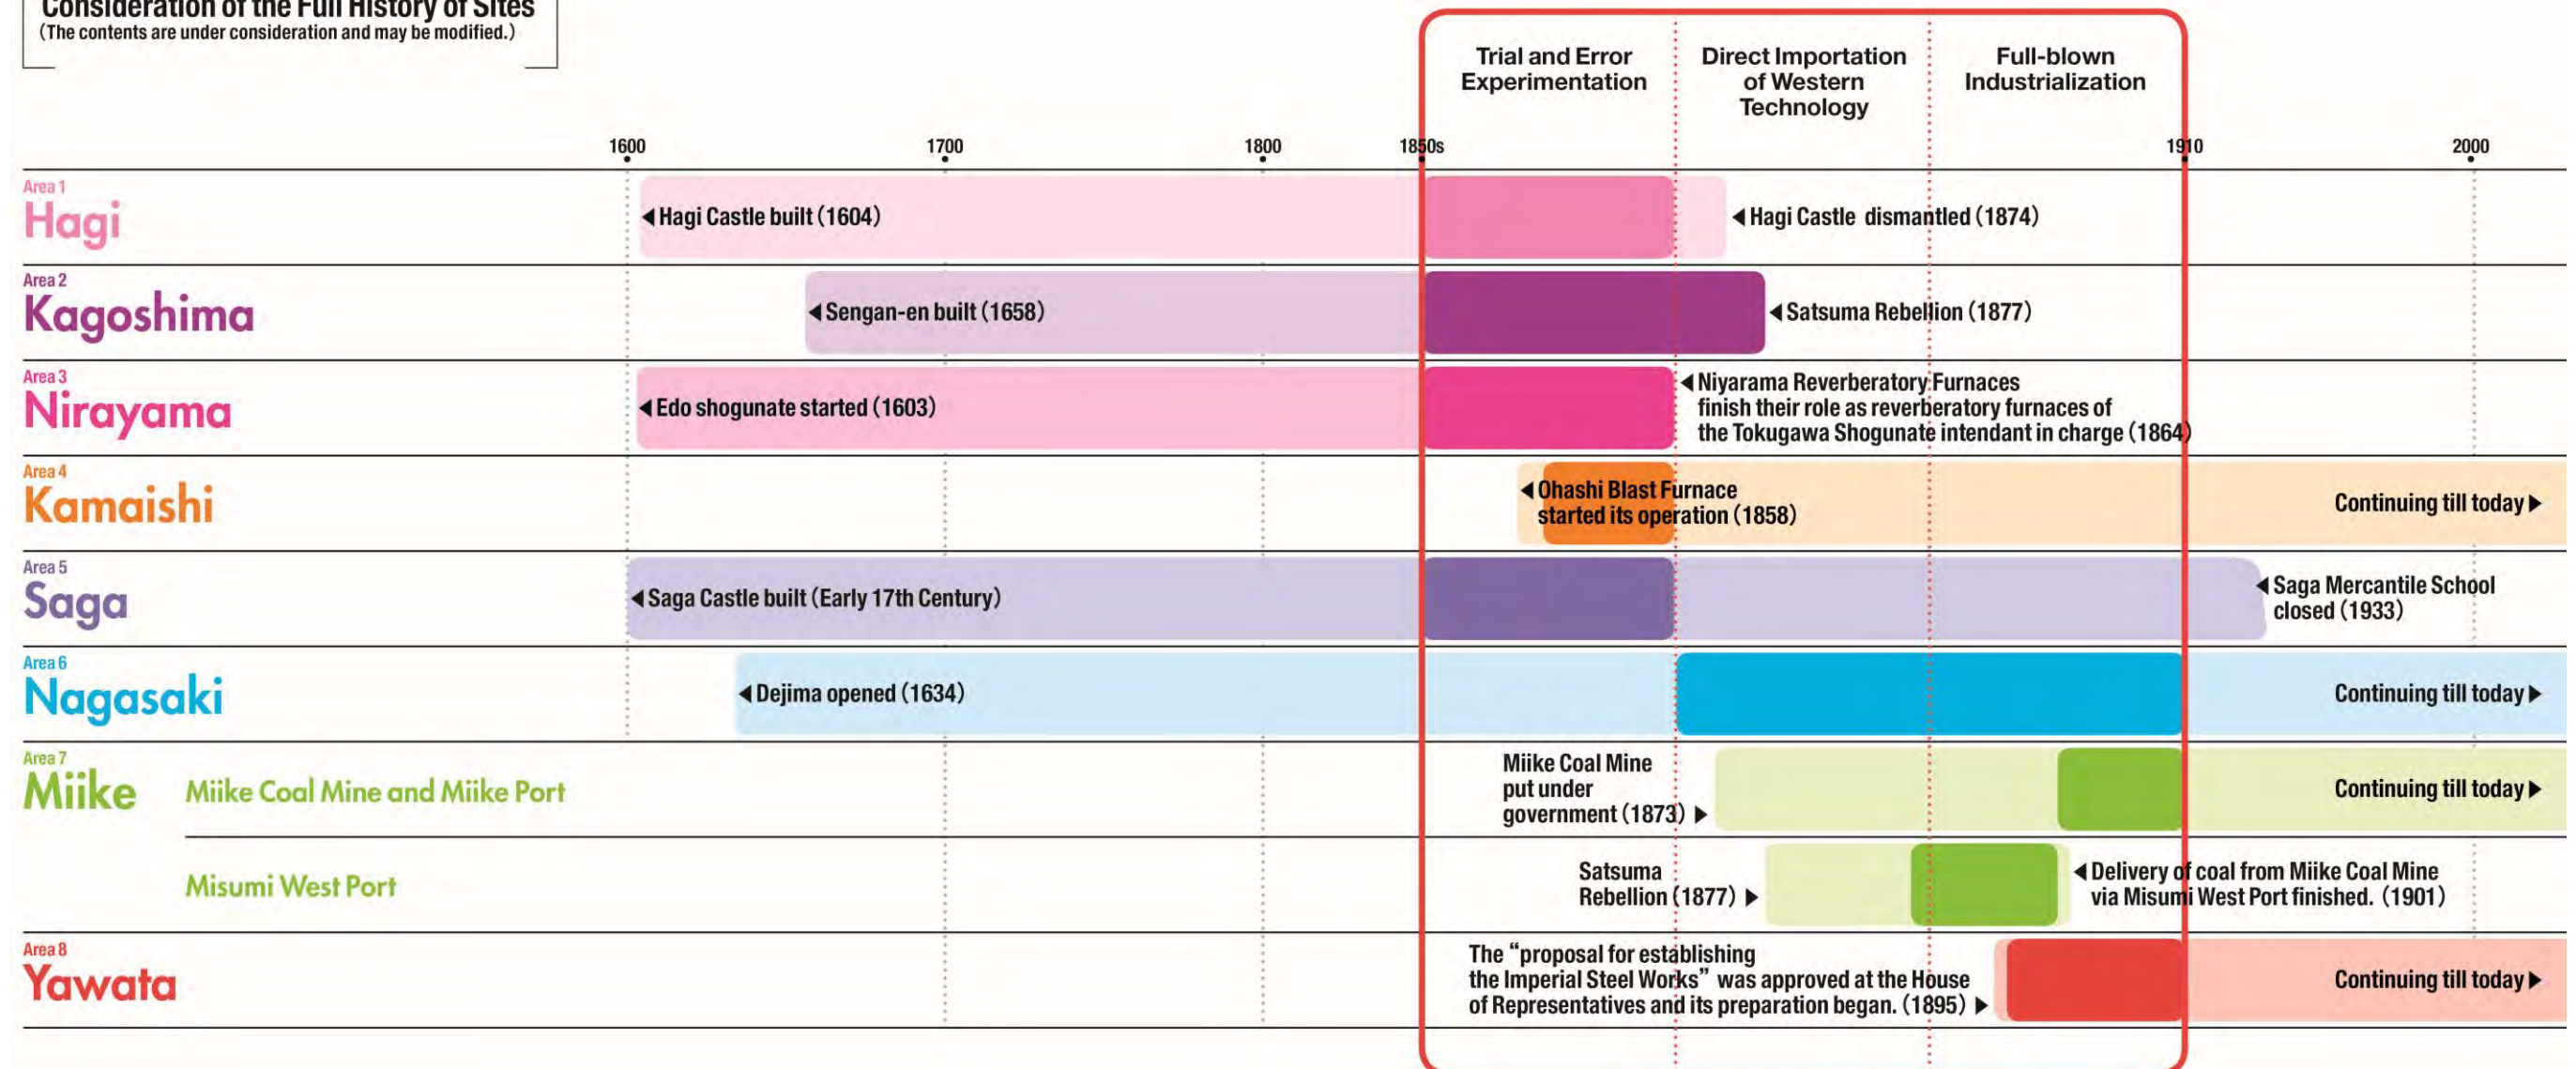 Consideration of the Full History of Sites
(The contents are under consideration and may be modified.)
Trial and Error
Experimentation
Direct Importation
of Western
Technology
Full-blown
Industrialization
1600
1700
1800
1850s
1910
2000
Area 1
Hagi
◀Hagi Castle built (1604)
◀Hagi Castle dismantled (1874)
Area 2
Kagoshima
◀Sengan-en built (1658)
◀Satsuma Rebellion (1877)
Area 3
Nirayama
◀Edo shogunate started (1603)
◀Niyarama Reverberatory Furnaces
finish their role as reverberatory furnaces of
the Tokugawa Shogunate intendant in charge (1864)
Area 4
Kamaishi
◀Ohashi Blast Furnace
started its operation (1858)
Continuing till today▶
Area 5
Saga
◀Saga Castle built (Early 17th Century)
◀Saga Mercantile School
closed (1933)
Area 6
Nagasaki
◀Dejima opened (1634)
Continuing till today▶
Area 7
Miike
Miike Coal Mine and Miike Port
Miike Coal Mine
put under
government (1873) ▶
Continuing till today▶
Misumi West Port
Satsuma
Rebellion (1877) ▶
◀Delivery of coal from Miike Coal Mine
via Misumi West Port finished. (1901)
Area 8
Yawata
The “proposal for establishing
the Imperial Steel Works” was approved at the House
of Representatives and its preparation began. (1895) ▶
Continuing till today▶